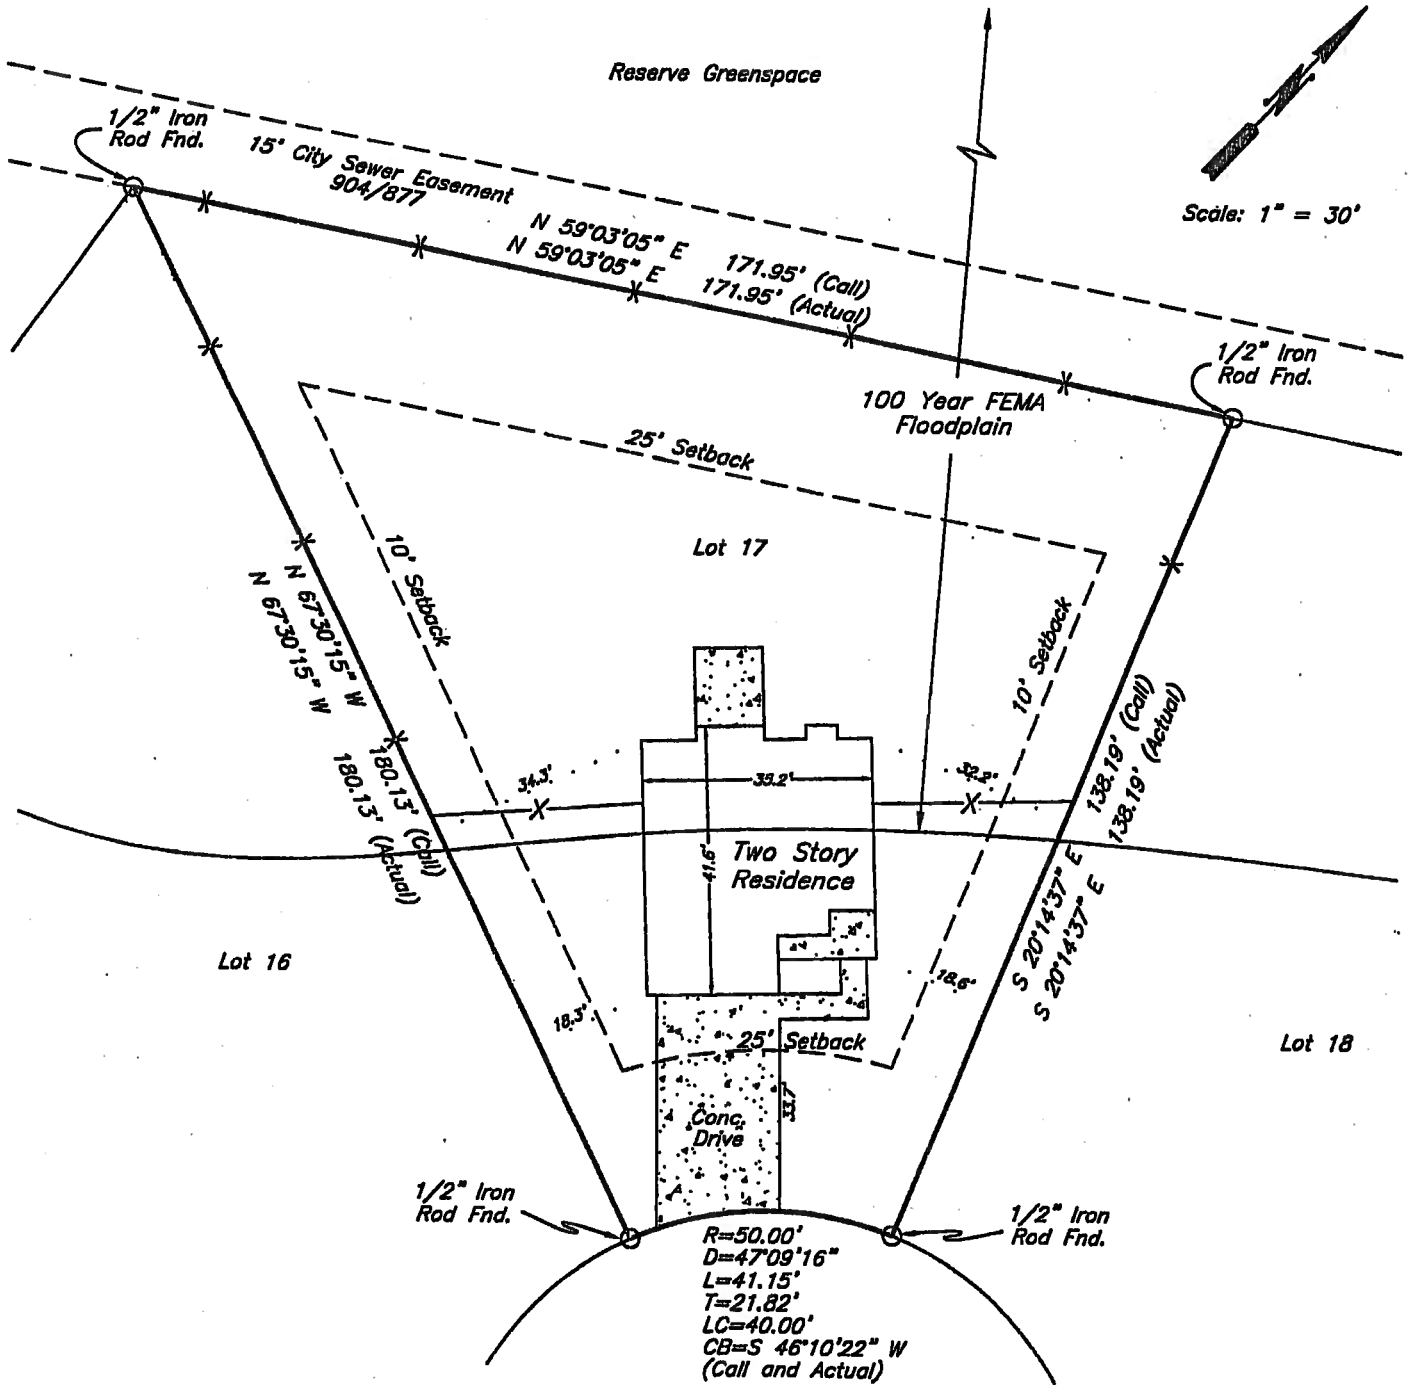 Reserve Greenspace
1/2" Iron
Rod Fnd.
15' City Sewer Easement
904/877
Scale: 1" = 30'
N 59°03'05" E 171.95' (Call)
N 59°03'05" E 171.95' (Actual)
1/2" Iron
Rod Fnd.
100 Year FEMA
Floodplain
25' Setback
Lot 17
10' Setback
10' Setback
N 67°30'15" W 180.13' (Call)
N 67°30'15" W 180.13' (Actual)
34.3'
35.2'
32.2'
41.6'
Two Story
Residence
S 20°14'37" E 138.19' (Call)
S 20°14'37" E 138.19' (Actual)
Lot 16
18.3'
18.6'
25' Setback
Lot 18
33.7'
Conc.
Drive
1/2" Iron
Rod Fnd.
1/2" Iron
Rod Fnd.
R=50.00'
D=47°09'16"
L=41.15'
T=21.82'
LC=40.00'
CB=S 46°10'22" W
(Call and Actual)